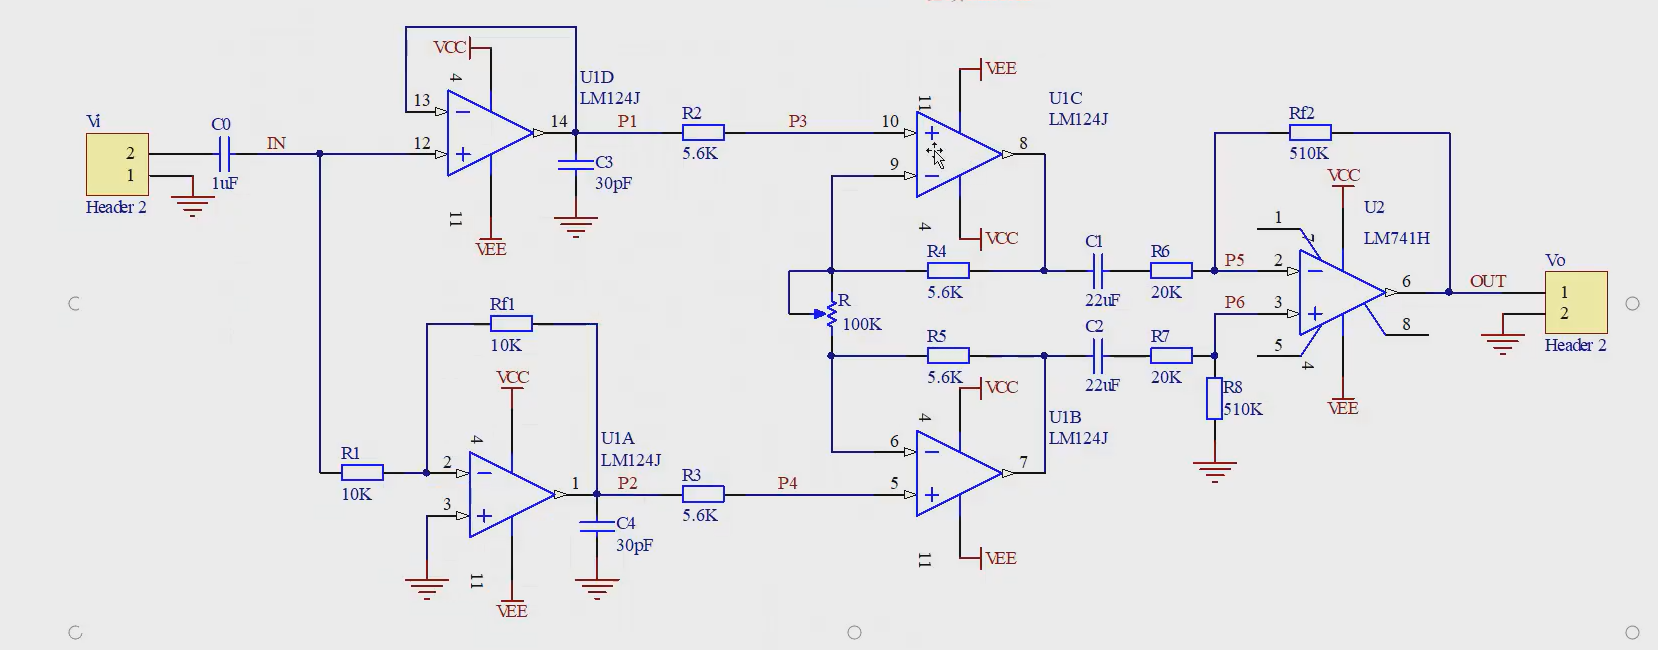 VCC
4
U1D
LM124J
13
14
12
11
VEE
Vi
2
1
Header 2
C0
1uF
IN
P1
R2
5.6K
P3
C3
30pF
VEE
11
U1C
LM124J
10
9
8
4
VCC
R4
5.6K
R
100K
R5
5.6K
C1
22uF
R6
20K
P5
C2
22uF
R7
20K
P6
R8
510K
Rf2
510K
VCC
U2
LM741H
1
2
3
5
4
6
8
VEE
OUT
Vo
1
2
Header 2
Rf1
10K
VCC
4
U1A
LM124J
R1
10K
2
3
1
11
VEE
P2
C4
30pF
R3
5.6K
P4
VCC
4
U1B
LM124J
6
5
7
11
VEE